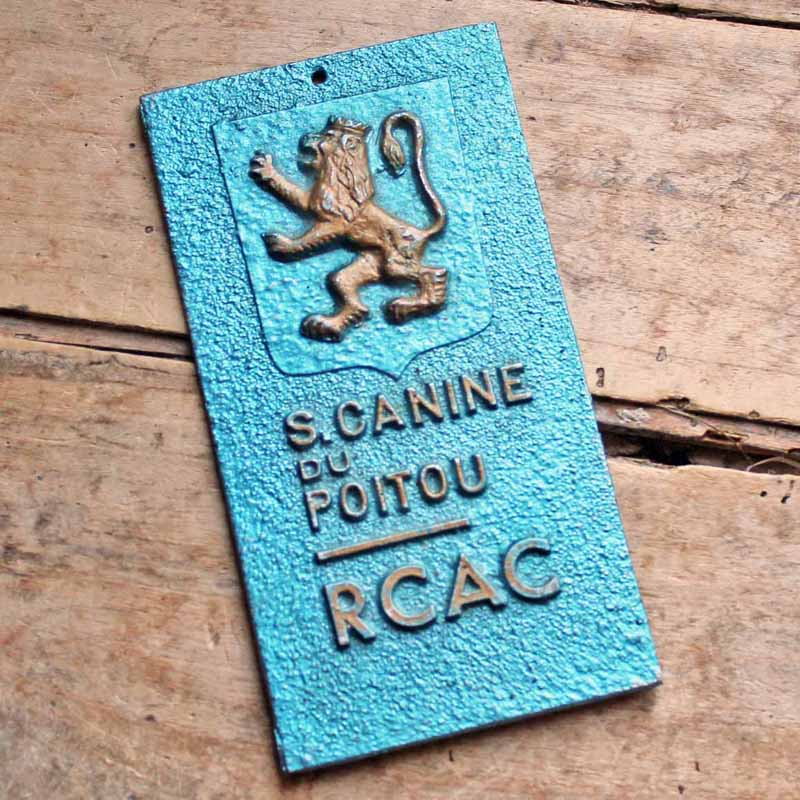 S. CANINE
DU
POITOU
RCAC